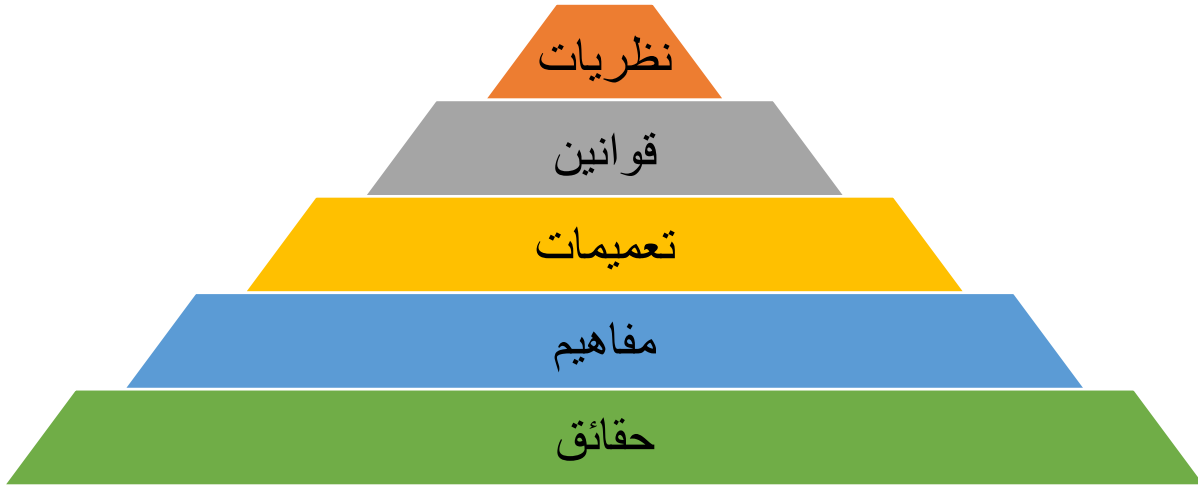 نظريات
قوانين
تعميمات
مفاهيم
حقائق